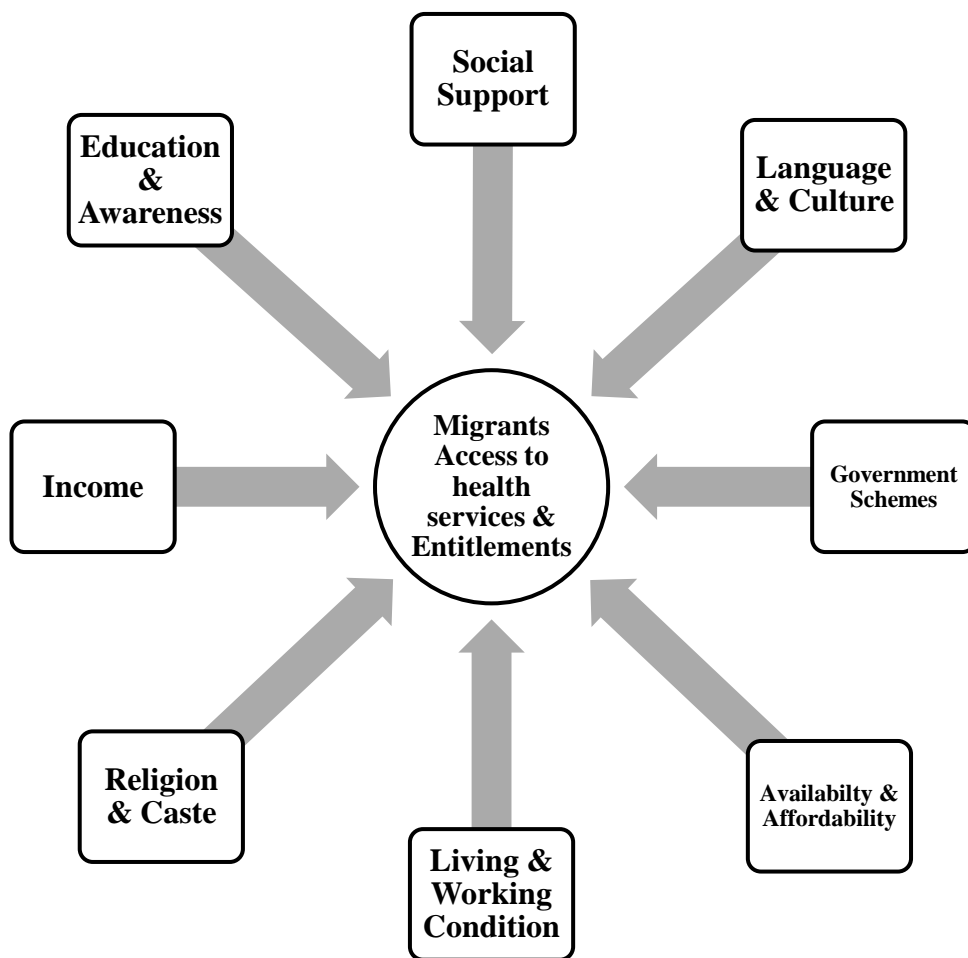 Social
Support
Education
&
Awareness
Language
& Culture
Migrants
Access to
health
services &
Entitlements
Income
Government
Schemes
Religion
& Caste
Availabilty &
Affordability
Living &
Working
Condition